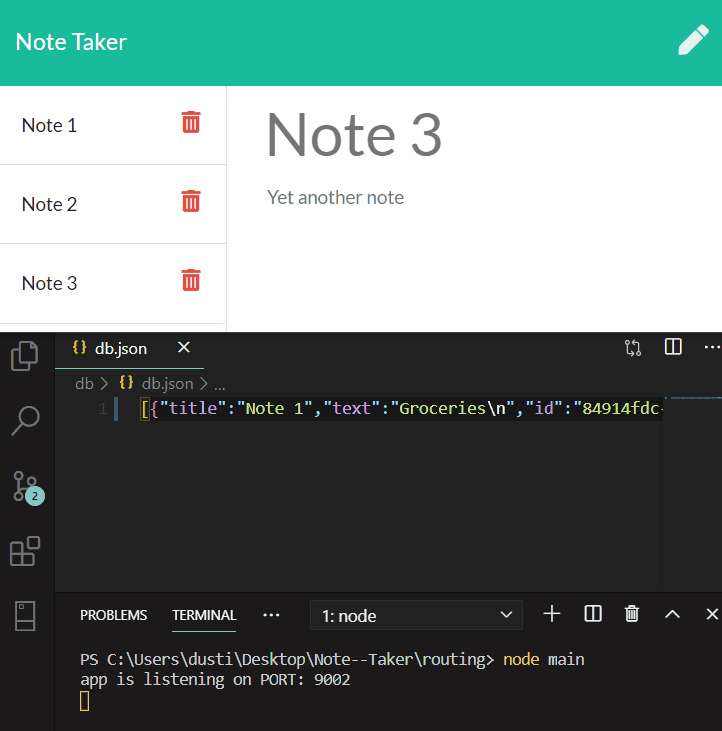 Note Taker
Note 1
Note 2
Note 3
Note 3
Yet another note
{} db.json ×
db > {} db.json > ...
1 [{"title":"Note 1","text":"Groceries\n","id":"84914fdc-
2
PROBLEMS TERMINAL ... 1: node
PS C:\Users\dusti\Desktop\Note--Taker\routing> node main
app is listening on PORT: 9002